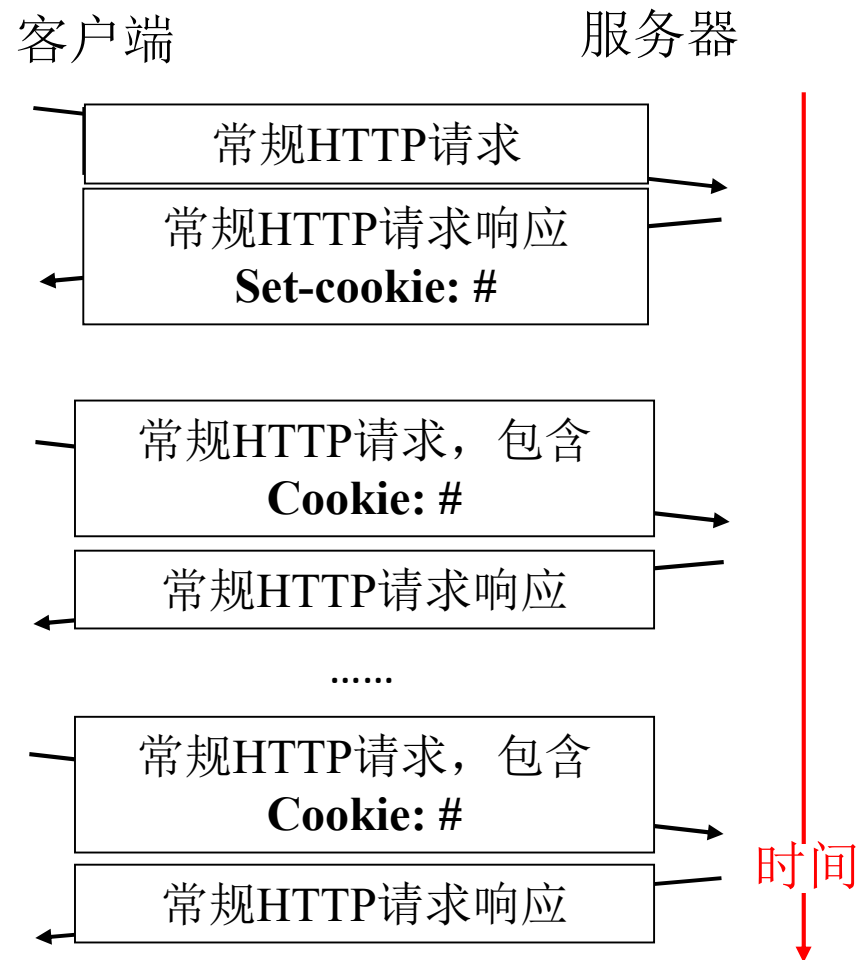 客户端
服务器
常规HTTP请求
常规HTTP请求响应
Set-cookie: #
常规HTTP请求，包含
Cookie: #
常规HTTP请求响应
……
常规HTTP请求，包含
Cookie: #
常规HTTP请求响应
时间